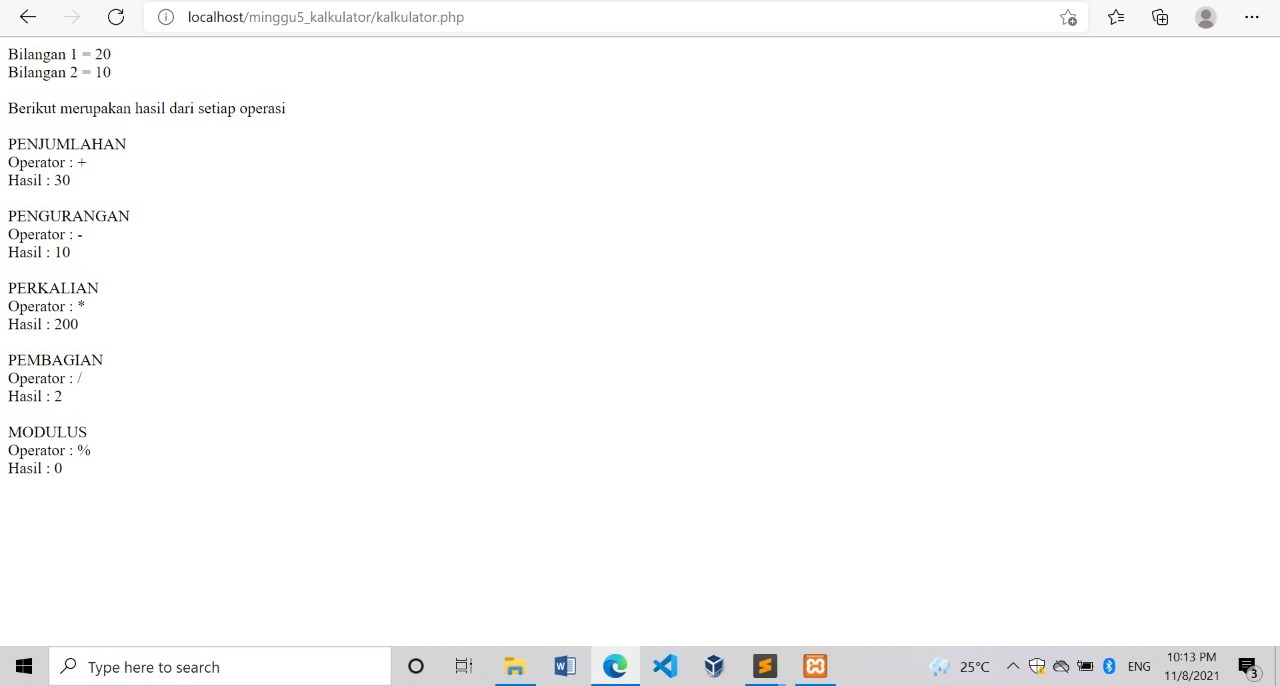 localhost/minggu5_kalkulator/kalkulator.php
Bilangan 1 = 20
Bilangan 2 = 10
Berikut merupakan hasil dari setiap operasi
PENJUMLAHAN
Operator : +
Hasil : 30
PENGURANGAN
Operator : -
Hasil : 10
PERKALIAN
Operator : *
Hasil : 200
PEMBAGIAN
Operator : /
Hasil : 2
MODULUS
Operator : %
Hasil : 0
Type here to search
25°C
ENG
10:13 PM
11/8/2021
3